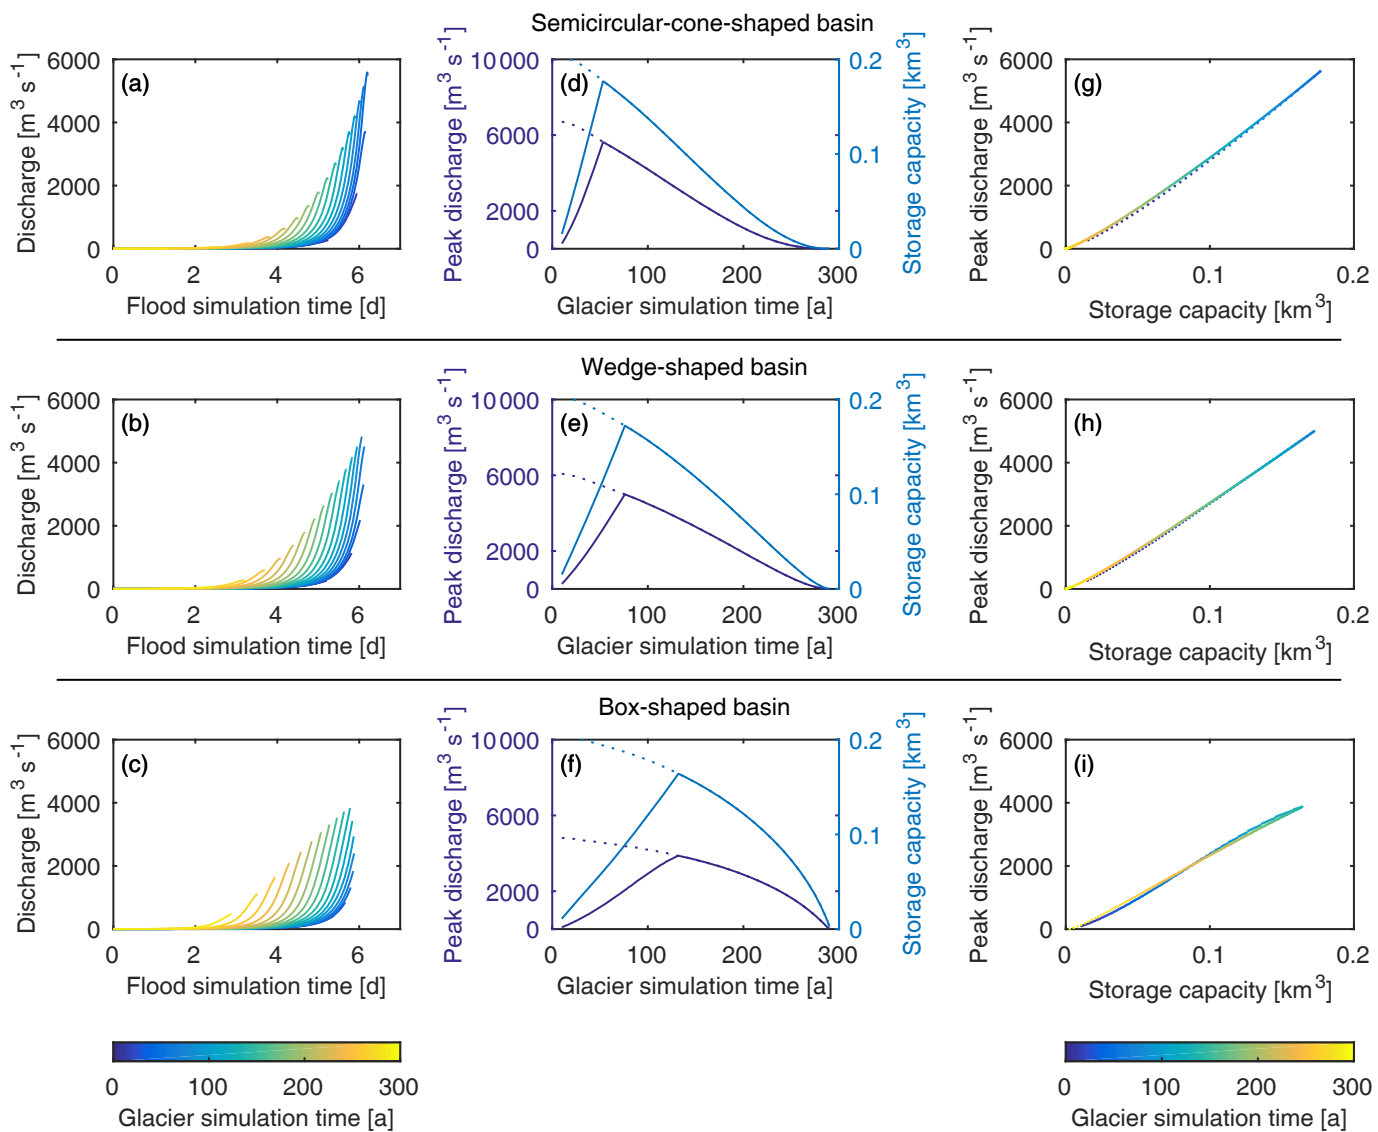 Semicircular-cone-shaped basin
Discharge [m³ s⁻¹]
6000
4000
2000
0
(a)
0 2 4 6
Flood simulation time [d]
Peak discharge [m³ s⁻¹]
10 000
8000
6000
4000
2000
0
(d)
0 100 200 300
Glacier simulation time [a]
Storage capacity [km³]
0.2
0.1
0
Peak discharge [m³ s⁻¹]
6000
4000
2000
0
(g)
0 0.1 0.2
Storage capacity [km³]
Wedge-shaped basin
Discharge [m³ s⁻¹]
6000
4000
2000
0
(b)
0 2 4 6
Flood simulation time [d]
Peak discharge [m³ s⁻¹]
10 000
8000
6000
4000
2000
0
(e)
0 100 200 300
Glacier simulation time [a]
Storage capacity [km³]
0.2
0.1
0
Peak discharge [m³ s⁻¹]
6000
4000
2000
0
(h)
0 0.1 0.2
Storage capacity [km³]
Box-shaped basin
Discharge [m³ s⁻¹]
6000
4000
2000
0
(c)
0 2 4 6
Flood simulation time [d]
Peak discharge [m³ s⁻¹]
10 000
8000
6000
4000
2000
0
(f)
0 100 200 300
Glacier simulation time [a]
Storage capacity [km³]
0.2
0.1
0
Peak discharge [m³ s⁻¹]
6000
4000
2000
0
(i)
0 0.1 0.2
Storage capacity [km³]
0 100 200 300
Glacier simulation time [a]
0 100 200 300
Glacier simulation time [a]